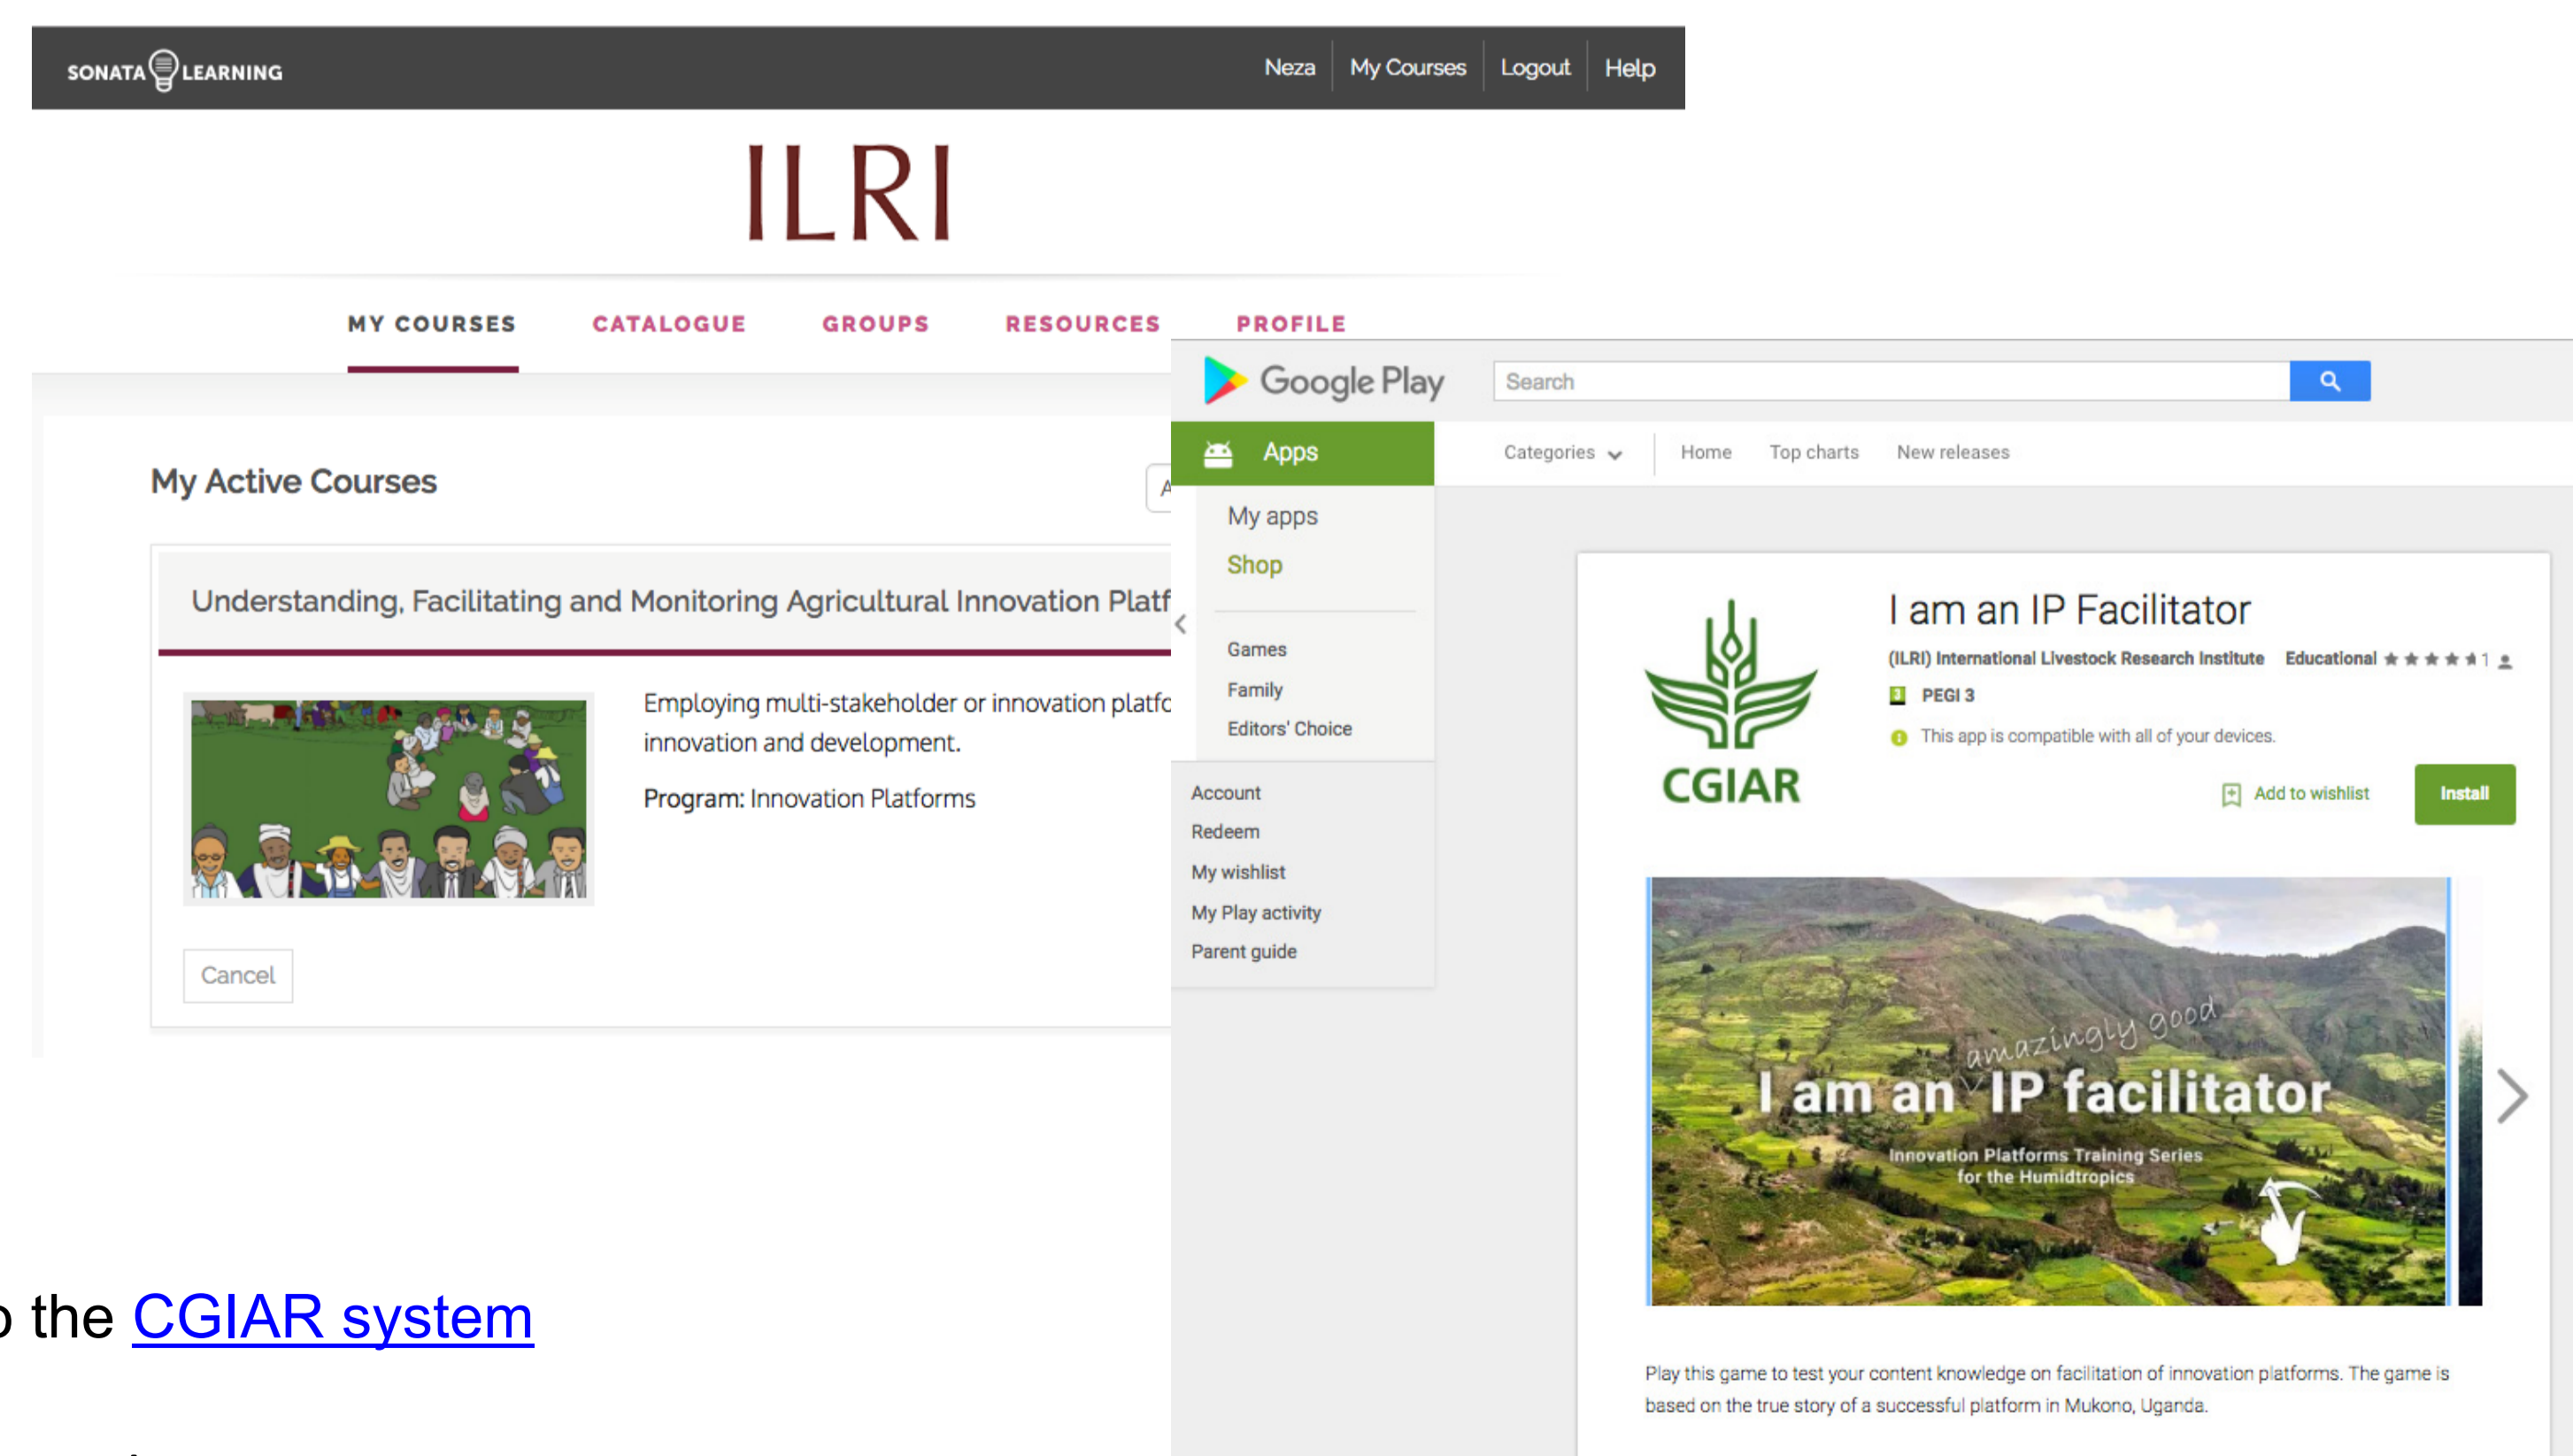 SONATA LEARNING
Neza
My Courses
Logout
Help
ILRI
MY COURSES
CATALOGUE
GROUPS
RESOURCES
PROFILE
My Active Courses
Understanding, Facilitating and Monitoring Agricultural Innovation
Employing multi-stakeholder or innovation
innovation and development.
Program: Innovation Platforms
Cancel
the CGIAR system
Google Play
Search
Apps
Categories
Home
Top charts
New releases
My apps
Shop
Games
Family
Editors' Choice
Account
Redeem
My wishlist
My Play activity
Parent guide
CGIAR
I am an IP Facilitator
(ILRI) International Livestock Research Institute Educational 1
3 PEGI 3
This app is compatible with all of your devices.
Add to wishlist
Install
amazingly good
I am an IP facilitator
Innovation Platforms Training Series
for the Humidtropics
Play this game to test your content knowledge on facilitation of innovation platforms. The game is
based on the true story of a successful platform in Mukono, Uganda.